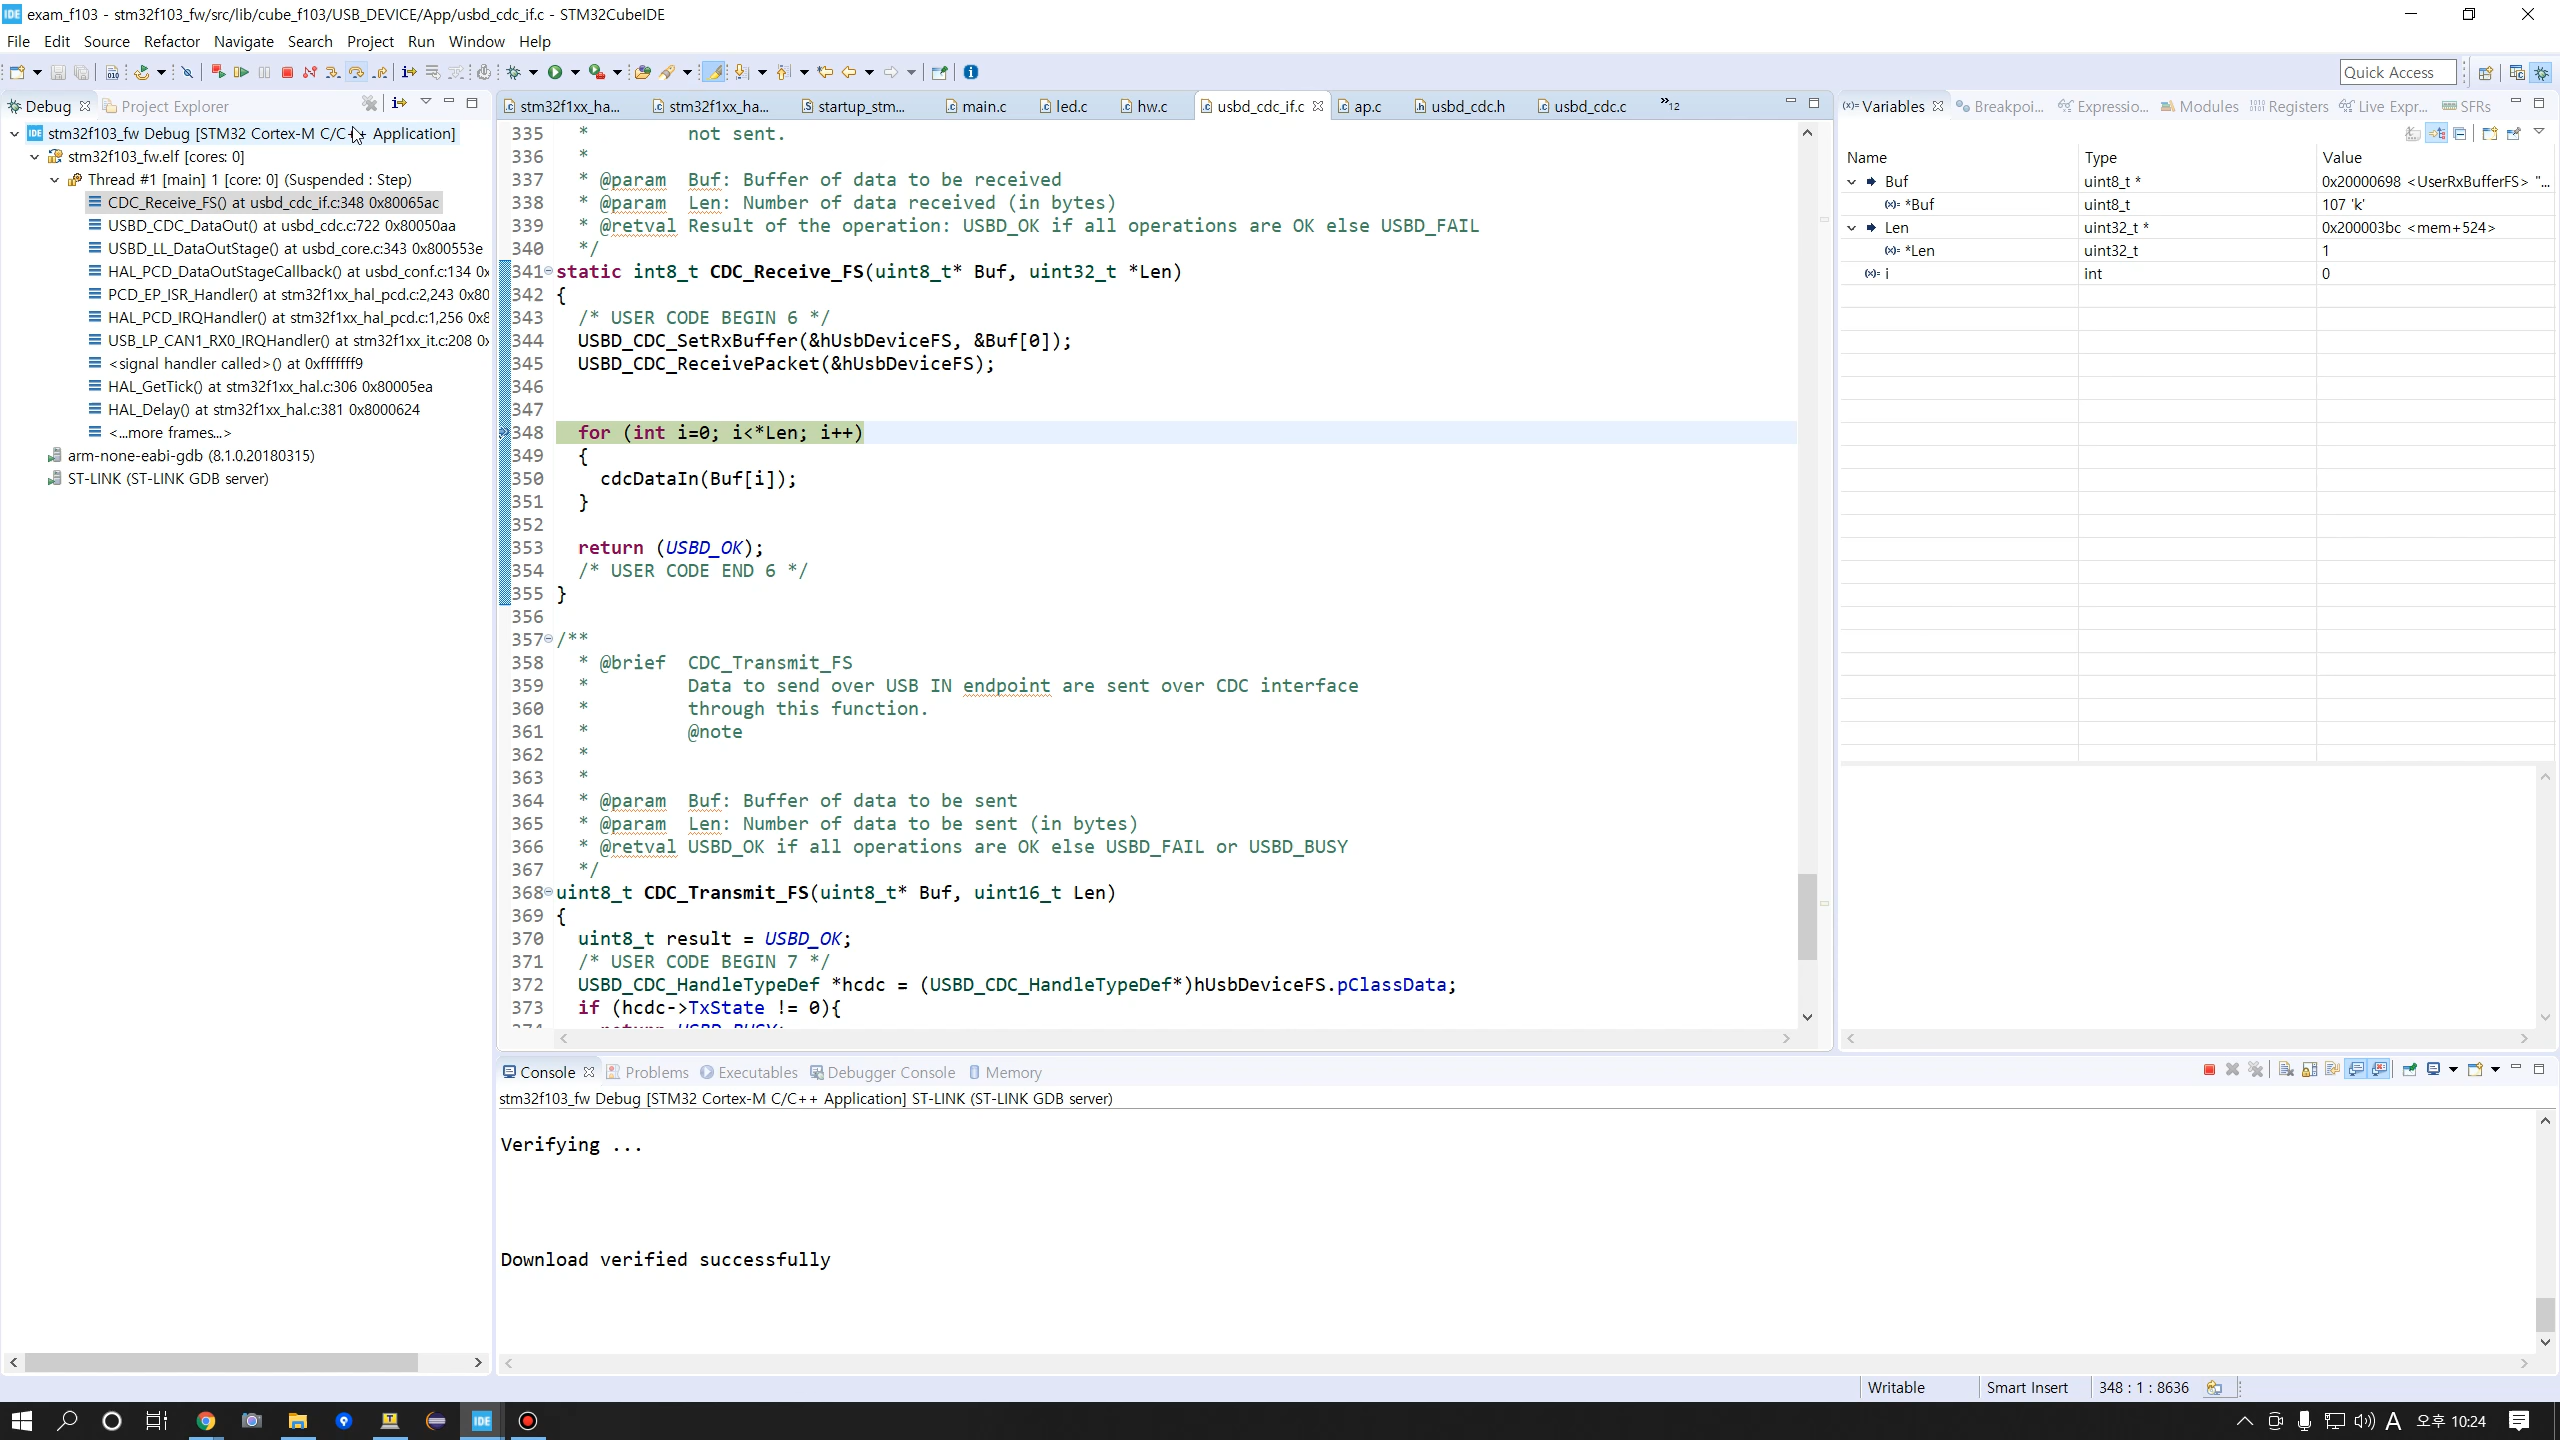 IDE exam_f103 - stm32f103_fw/src/lib/cube_f103/USB_DEVICE/App/usbd_cdc_if.c - STM32CubeIDE
File Edit Source Refactor Navigate Search Project Run Window Help
Quick Access
Debug Project Explorer
stm32f103_fw Debug [STM32 Cortex-M C/C++ Application]
stm32f103_fw.elf [cores: 0]
Thread #1 [main] 1 [core: 0] (Suspended : Step)
CDC_Receive_FS() at usbd_cdc_if.c:348 0x80065ac
USBD_CDC_DataOut() at usbd_cdc.c:722 0x80050aa
USBD_LL_DataOutStage() at usbd_core.c:343 0x800553e
HAL_PCD_DataOutStageCallback() at usbd_conf.c:134 0x
PCD_EP_ISR_Handler() at stm32f1xx_hal_pcd.c:2,243 0x80
HAL_PCD_IRQHandler() at stm32f1xx_hal_pcd.c:1,256 0x8
USB_LP_CAN1_RX0_IRQHandler() at stm32f1xx_it.c:208 0x
<signal handler called>() at 0xfffffff9
HAL_GetTick() at stm32f1xx_hal.c:306 0x80005ea
HAL_Delay() at stm32f1xx_hal.c:381 0x8000624
<...more frames...>
arm-none-eabi-gdb (8.1.0.20180315)
ST-LINK (ST-LINK GDB server)
stm32f1xx_ha... stm32f1xx_ha... startup_stm... main.c led.c hw.c usbd_cdc_if.c ap.c usbd_cdc.h usbd_cdc.c »12
335 * not sent.
336 *
337 * @param Buf: Buffer of data to be received
338 * @param Len: Number of data received (in bytes)
339 * @retval Result of the operation: USBD_OK if all operations are OK else USBD_FAIL
340 */
341 static int8_t CDC_Receive_FS(uint8_t* Buf, uint32_t *Len)
342 {
343 /* USER CODE BEGIN 6 */
344 USBD_CDC_SetRxBuffer(&hUsbDeviceFS, &Buf[0]);
345 USBD_CDC_ReceivePacket(&hUsbDeviceFS);
346
347
348 for (int i=0; i<*Len; i++)
349 {
350 cdcDataIn(Buf[i]);
351 }
352
353 return (USBD_OK);
354 /* USER CODE END 6 */
355 }
356
357 /**
358 * @brief CDC_Transmit_FS
359 * Data to send over USB IN endpoint are sent over CDC interface
360 * through this function.
361 * @note
362 *
363 *
364 * @param Buf: Buffer of data to be sent
365 * @param Len: Number of data to be sent (in bytes)
366 * @retval USBD_OK if all operations are OK else USBD_FAIL or USBD_BUSY
367 */
368 uint8_t CDC_Transmit_FS(uint8_t* Buf, uint16_t Len)
369 {
370 uint8_t result = USBD_OK;
371 /* USER CODE BEGIN 7 */
372 USBD_CDC_HandleTypeDef *hcdc = (USBD_CDC_HandleTypeDef*)hUsbDeviceFS.pClassData;
373 if (hcdc->TxState != 0){
374 return USBD_BUSY;
Variables Breakpoi... Expressio... Modules Registers Live Expr... SFRs
Name Type Value
Buf uint8_t * 0x20000698 <UserRxBufferFS> "...
*Buf uint8_t 107 'k'
Len uint32_t * 0x200003bc <mem+524>
*Len uint32_t 1
i int 0
Console Problems Executables Debugger Console Memory
stm32f103_fw Debug [STM32 Cortex-M C/C++ Application] ST-LINK (ST-LINK GDB server)
Verifying ...
Download verified successfully
Writable Smart Insert 348 : 1 : 8636
IDE A 오후 10:24